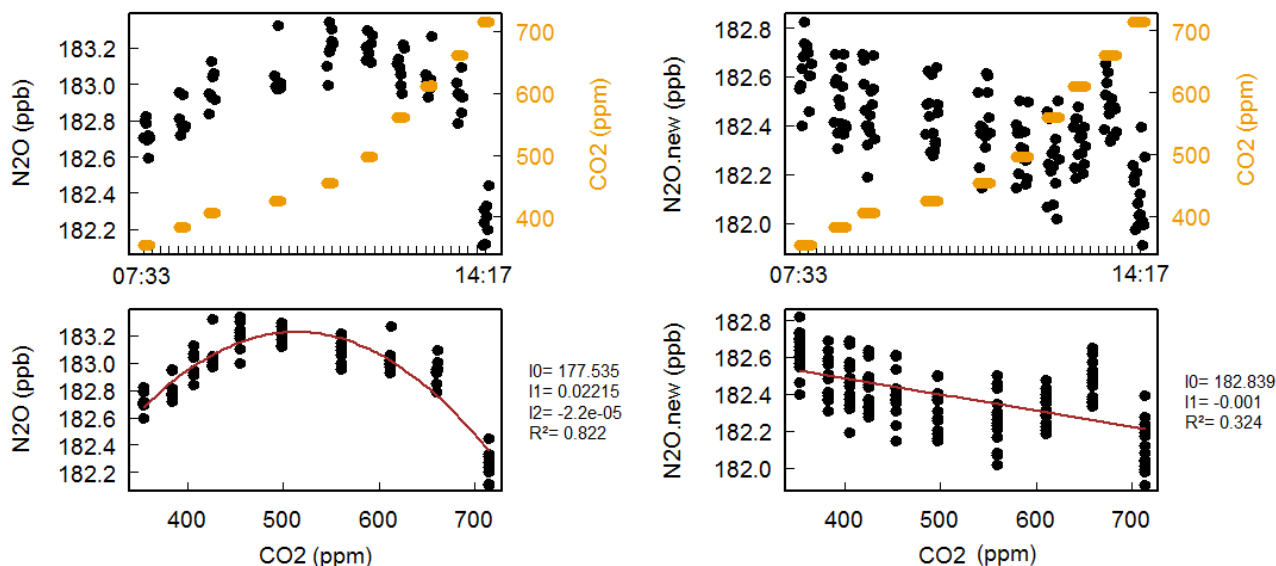 N2O (ppb)
183.2
183.0
182.8
182.6
182.4
182.2
700
600
500
400
CO2 (ppm)
07:33
14:17
N2O.new (ppb)
182.8
182.6
182.4
182.2
182.0
700
600
500
400
CO2 (ppm)
07:33
14:17
N2O (ppb)
183.2
183.0
182.8
182.6
182.4
182.2
400
500
600
700
CO2 (ppm)
I0= 177.535
I1= 0.02215
I2= -2.2e-05
R²= 0.822
N2O.new (ppb)
182.8
182.6
182.4
182.2
182.0
400
500
600
700
CO2 (ppm)
I0= 182.839
I1= -0.001
R²= 0.324